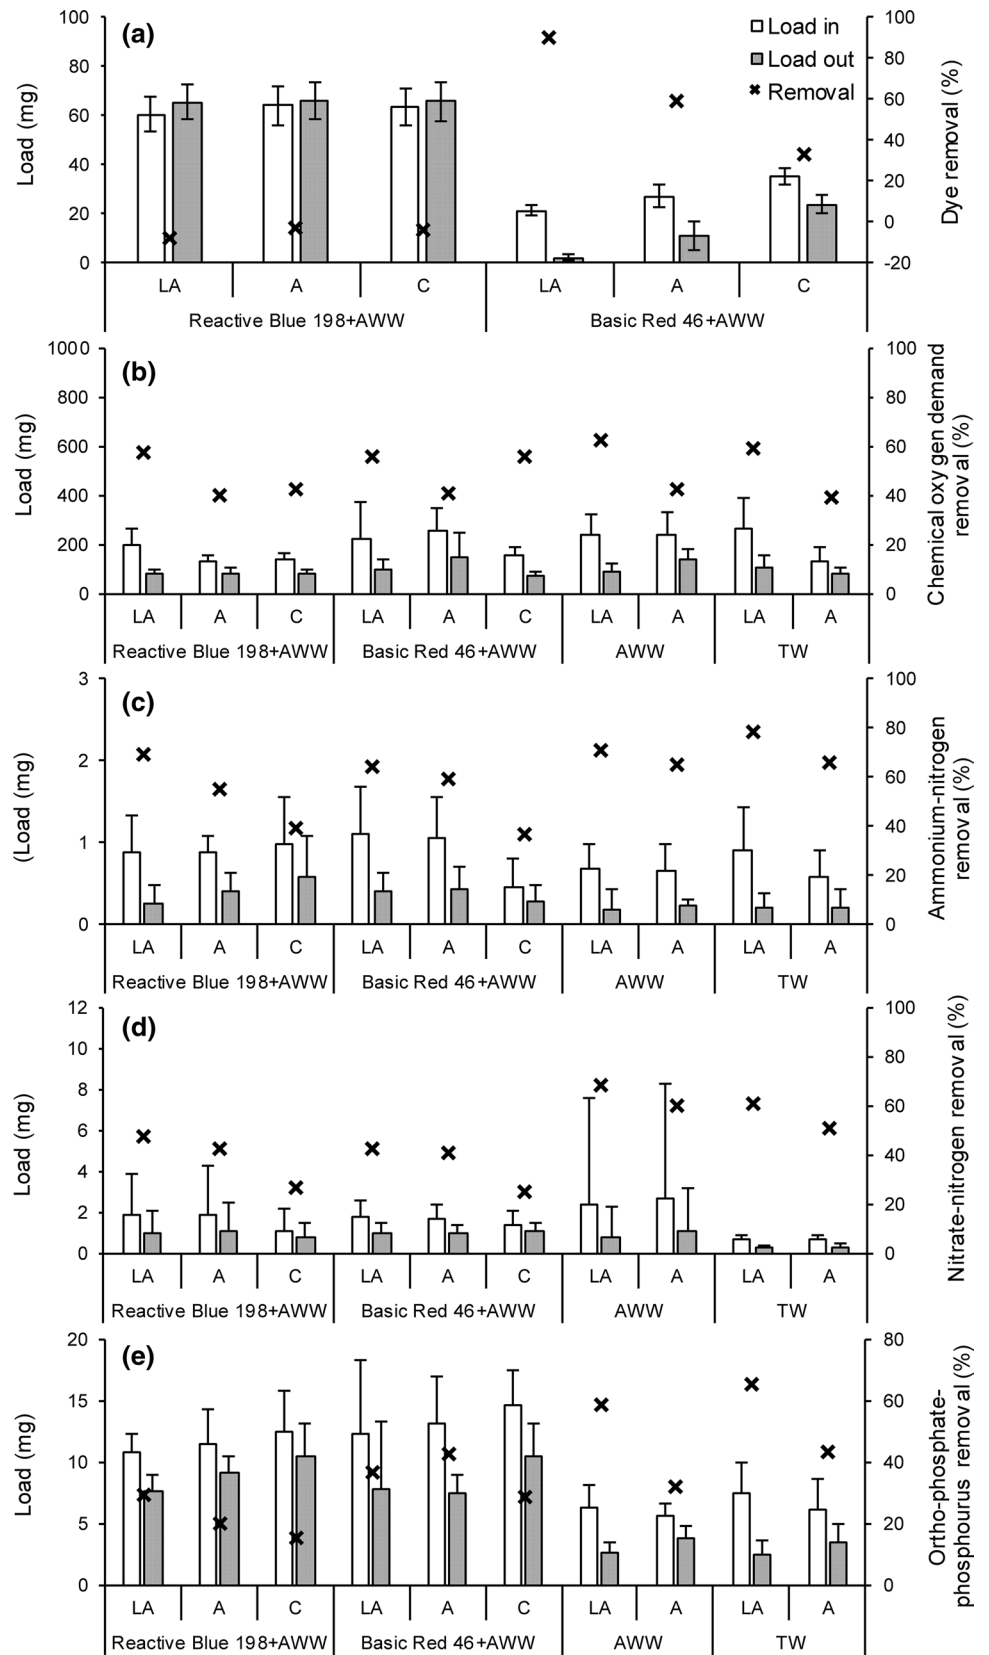 (a)
Load in
Load out
Removal
100
80
60
40
20
0
Load (mg)
100
80
60
40
20
0
-20
Dye removal (%)
LA A C LA A C
Reactive Blue 198+AWW Basic Red 46+AWW
(b)
1000
800
600
400
200
0
Load (mg)
100
80
60
40
20
0
Chemical oxygen demand
removal (%)
LA A C LA A C LA A LA A
Reactive Blue 198+AWW Basic Red 46+AWW AWW TW
(c)
3
2
1
0
(Load (mg)
100
80
60
40
20
0
Ammonium-nitrogen
removal (%)
LA A C LA A C LA A LA A
Reactive Blue 198+AWW Basic Red 46+AWW AWW TW
(d)
12
10
8
6
4
2
0
Load (mg)
100
80
60
40
20
0
Nitrate-nitrogen removal (%)
LA A C LA A C LA A LA A
Reactive Blue 198+AWW Basic Red 46+AWW AWW TW
(e)
20
15
10
5
0
Load (mg)
80
60
40
20
0
Ortho-phosphate-
phosphourus removal (%)
LA A C LA A C LA A LA A
Reactive Blue 198+AWW Basic Red 46+AWW AWW TW